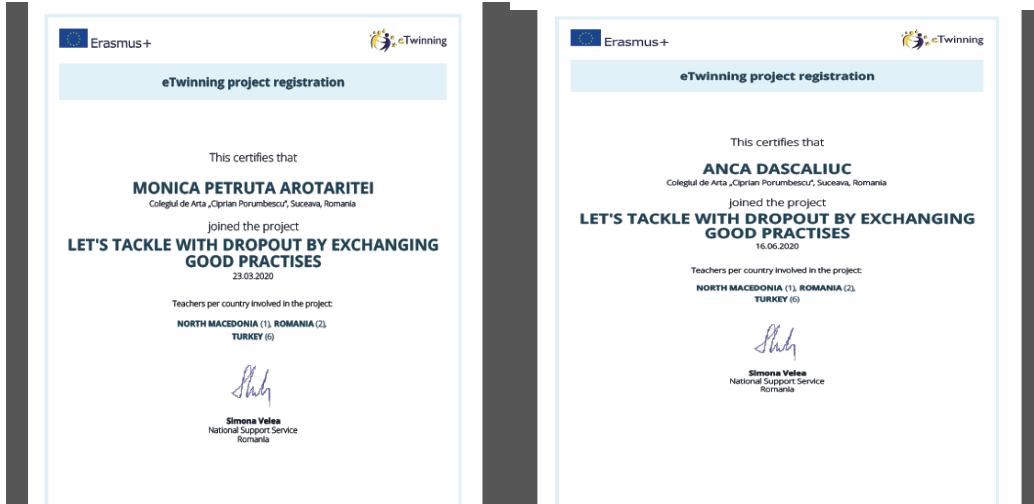 Erasmus+
eTwinning
eTwinning project registration
This certifies that
MONICA PETRUTA AROTARITEI
Colegiul de Arta „Ciprian Porumbescu”, Suceava, Romania
joined the project
LET'S TACKLE WITH DROPOUT BY EXCHANGING
GOOD PRACTISES
23.03.2020
Teachers per country involved in the project:
NORTH MACEDONIA (1), ROMANIA (2),
TURKEY (6)
Simona Velea
National Support Service
Romania
Erasmus+
eTwinning
eTwinning project registration
This certifies that
ANCA DASCALIUC
Colegiul de Arta „Ciprian Porumbescu”, Suceava, Romania
joined the project
LET'S TACKLE WITH DROPOUT BY EXCHANGING
GOOD PRACTISES
16.06.2020
Teachers per country involved in the project:
NORTH MACEDONIA (1), ROMANIA (2),
TURKEY (6)
Simona Velea
National Support Service
Romania